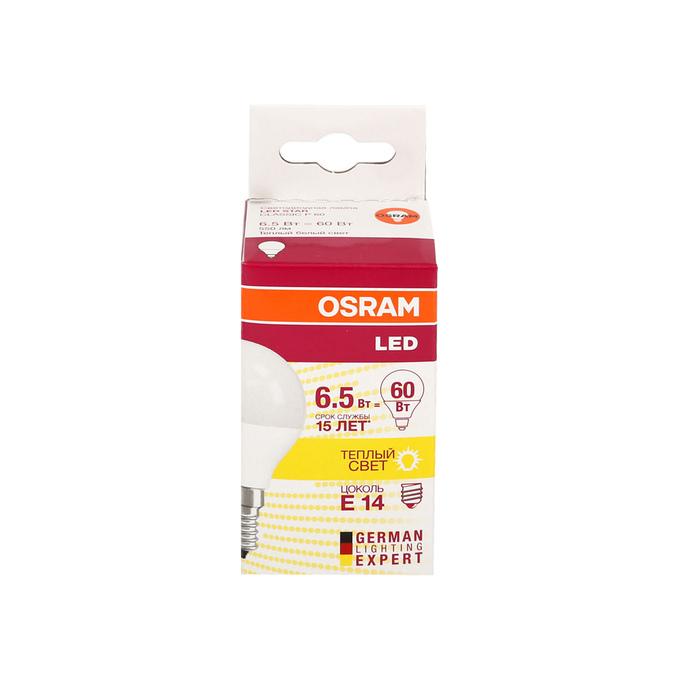 Светодиодная лампа
LED STAR
CLASSIC P 60
6.5 Вт = 60 Вт
550 лм
Теплый белый свет
OSRAM
OSRAM
LED
6.5 Вт = 60 Вт
СРОК СЛУЖБЫ
15 ЛЕТ*
ТЕПЛЫЙ
СВЕТ
ЦОКОЛЬ
E 14
GERMAN
LIGHTING
EXPERT